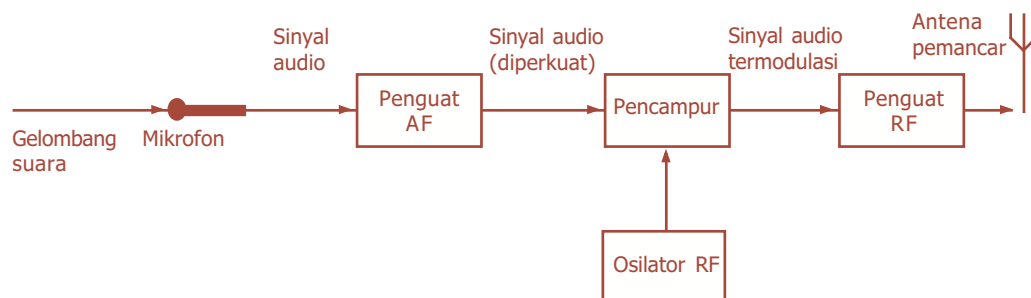 Gelombang
suara
Mikrofon
Sinyal
audio
Penguat
AF
Sinyal audio
(diperkuat)
Pencampur
Osilator RF
Sinyal audio
termodulasi
Penguat
RF
Antena
pemancar